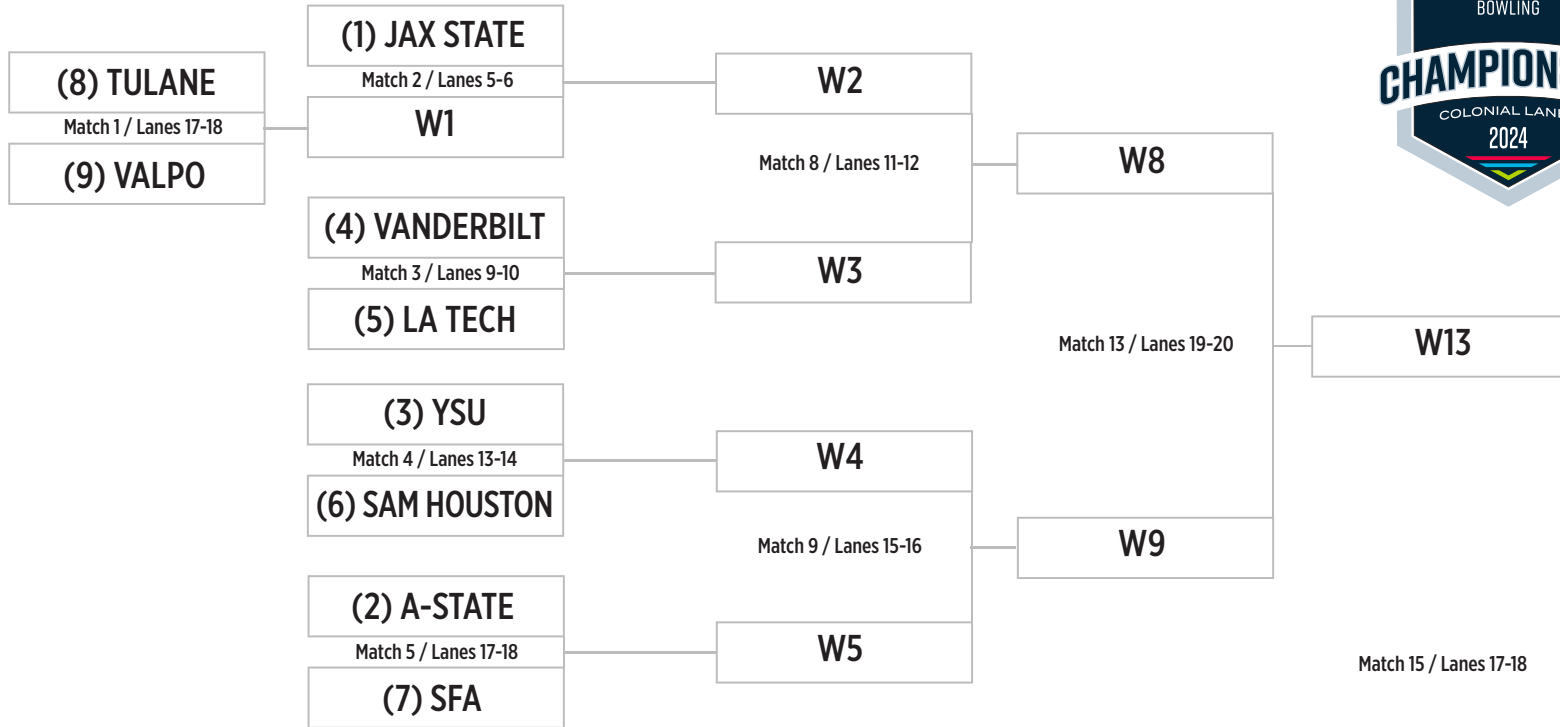 BOWLING
COLONIAL
2024
(8) TULANE
Match 1 / Lanes 17-18
(9) VALPO
(1) JAX STATE
Match 2 / Lanes 5-6
W1
(4) VANDERBILT
Match 3 / Lanes 9-10
(5) LA TECH
(3) YSU
Match 4 / Lanes 13-14
(6) SAM HOUSTON
(2) A-STATE
Match 5 / Lanes 17-18
(7) SFA
W2
Match 8 / Lanes 11-12
W3
W4
Match 9 / Lanes 15-16
W5
W8
Match 13 / Lanes 19-20
W9
W13
Match 15 / Lanes 17-18